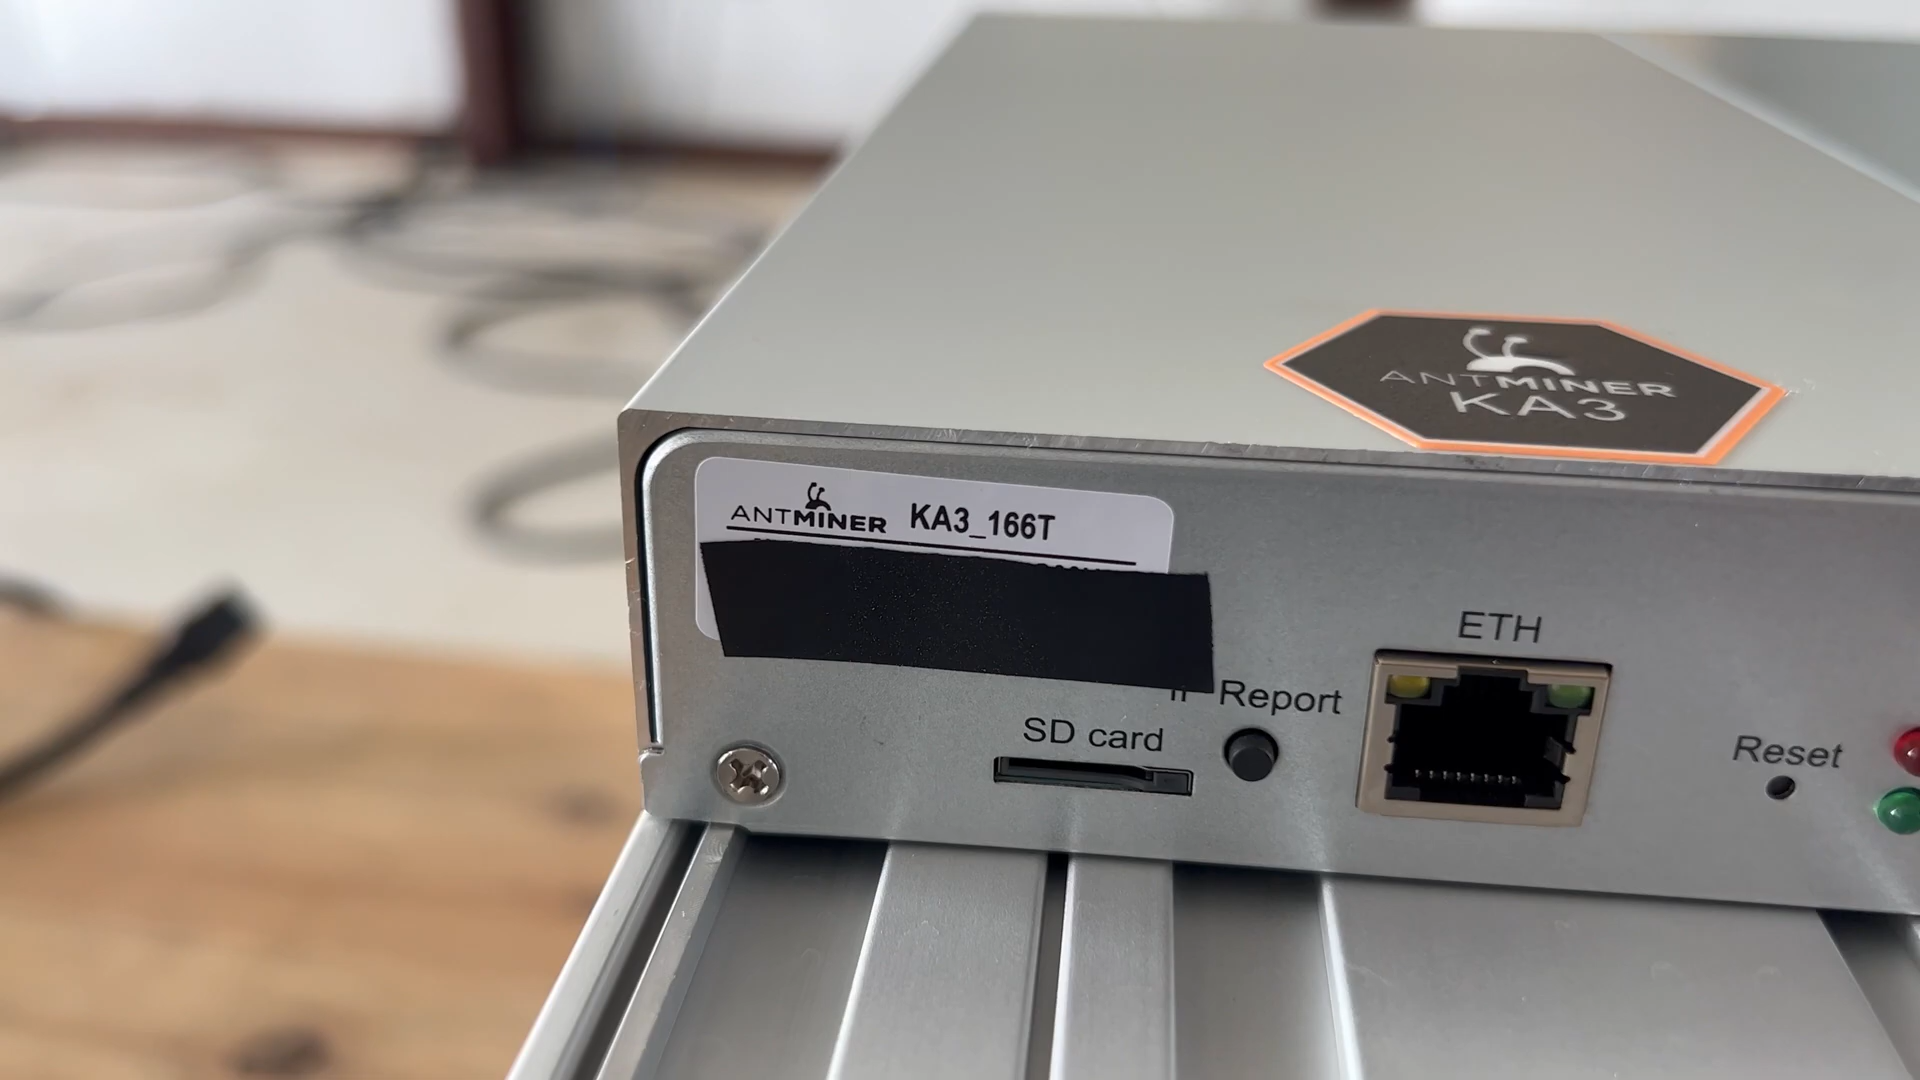 ANTMINER
KA3
ANTMINER KA3_166T
ETH
Report
SD card
Reset